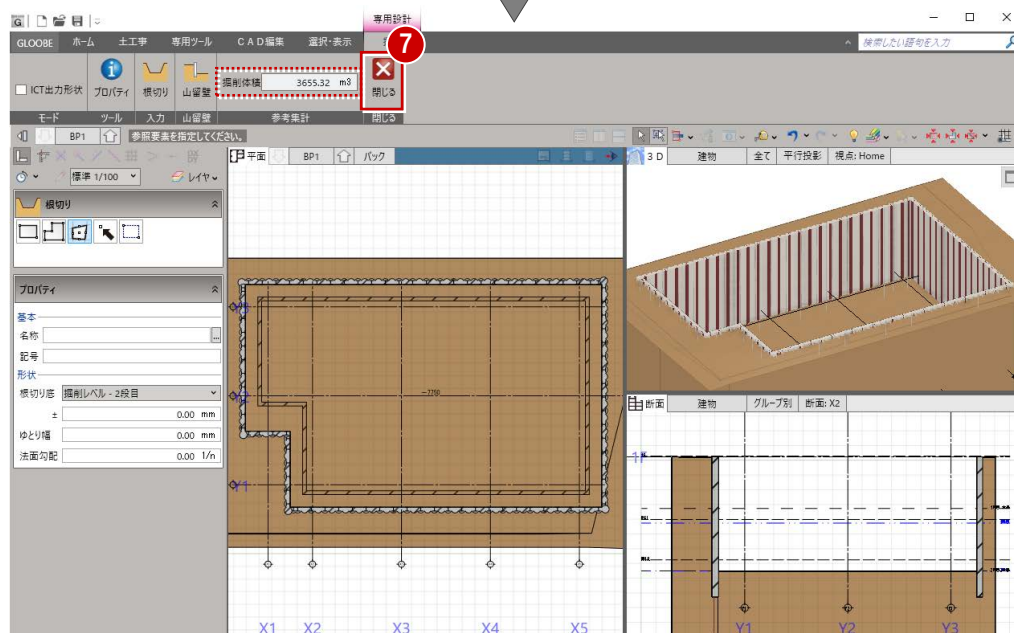 専用設計
GLOOBE ホーム 土工事 専用ツール CAD編集 選択・表示
7
検索したい語句を入力
ICT出力形状 プロパティ 根切り 山留壁 掘削体積 3655.32 m3 閉じる
モード ツール 入力 山留壁 参考集計 閉じる
BP1 参照要素を指定してください。
平面 BP1 バック
3D 建物 全て 平行投影 視点: Home
標準 1/100 レイヤ
根切り
プロパティ
基本
名称
記号
形状
根切り底 掘削レベル - 2段目
± 0.00 mm
ゆとり幅 0.00 mm
法面勾配 0.00 1/n
Y3
Y2
-7750
Y1
X1 X2 X3 X4 X5
断面 建物 グループ別 断面: X2
Y1 Y2 Y3